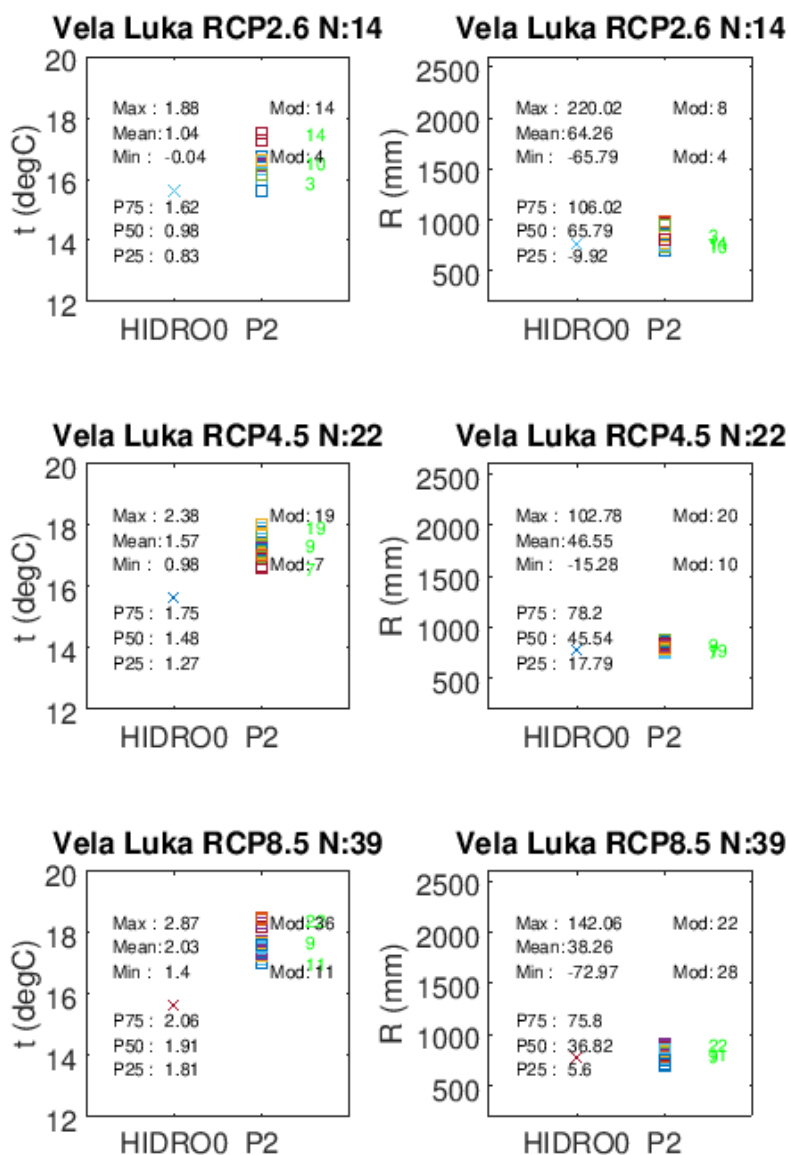 Vela Luka RCP2.6 N:14
20
18
16
14
12
t (degC)
Max : 1.88
Mean:1.04
Min : -0.04
P75 : 1.62
P50 : 0.98
P25 : 0.83
Mod: 14
Mod: 4
14
10
3
HIDRO0 P2
Vela Luka RCP2.6 N:14
2500
2000
1500
1000
500
R (mm)
Max : 220.02
Mean:64.26
Min : -65.79
P75 : 106.02
P50 : 65.79
P25 : -9.92
Mod: 8
Mod: 4
3
10
HIDRO0 P2
Vela Luka RCP4.5 N:22
20
18
16
14
12
t (degC)
Max : 2.38
Mean:1.57
Min : 0.98
P75 : 1.75
P50 : 1.48
P25 : 1.27
Mod: 19
Mod: 7
19
9
7
HIDRO0 P2
Vela Luka RCP4.5 N:22
2500
2000
1500
1000
500
R (mm)
Max : 102.78
Mean:46.55
Min : -15.28
P75 : 78.2
P50 : 45.54
P25 : 17.79
Mod: 20
Mod: 10
HIDRO0 P2
Vela Luka RCP8.5 N:39
20
18
16
14
12
t (degC)
Max : 2.87
Mean:2.03
Min : 1.4
P75 : 2.06
P50 : 1.91
P25 : 1.81
Mod: 36
Mod: 11
9
11
HIDRO0 P2
Vela Luka RCP8.5 N:39
2500
2000
1500
1000
500
R (mm)
Max : 142.06
Mean:38.26
Min : -72.97
P75 : 75.8
P50 : 36.82
P25 : 5.6
Mod: 22
Mod: 28
22
HIDRO0 P2